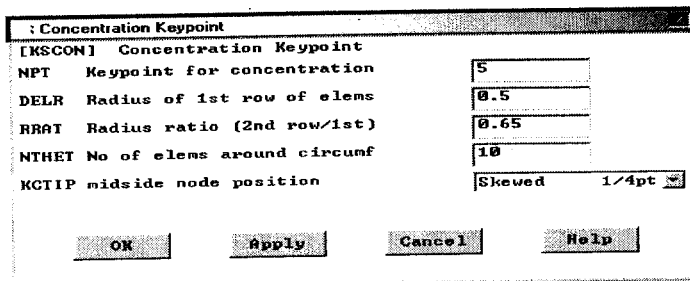 : Concentration Keypoint
[KSCON] Concentration Keypoint
NPT Keypoint for concentration 5
DELR Radius of 1st row of elems 0.5
RRAT Radius ratio (2nd row/1st) 0.65
NTHET No of elems around circumf 10
KCTIP midside node position Skewed 1/4pt
OK Apply Cancel Help